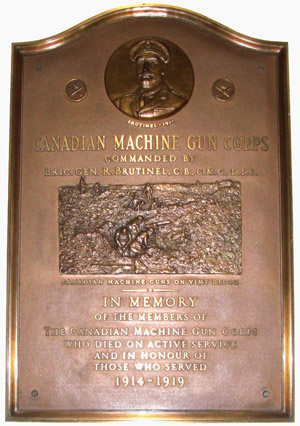 BRUTINEL
CANADIAN MACHINE GUN CORPS
COMMANDED BY
BRIG. GEN. R. BRUTINEL, C.B., C.M.G., D.S.O.
CANADIAN MACHINE GUNS ON VIMY RIDGE
IN MEMORY
OF THE MEMBERS OF
THE CANADIAN MACHINE GUN CORPS
WHO DIED ON ACTIVE SERVICE
AND IN HONOUR OF
THOSE WHO SERVED
1914-1919